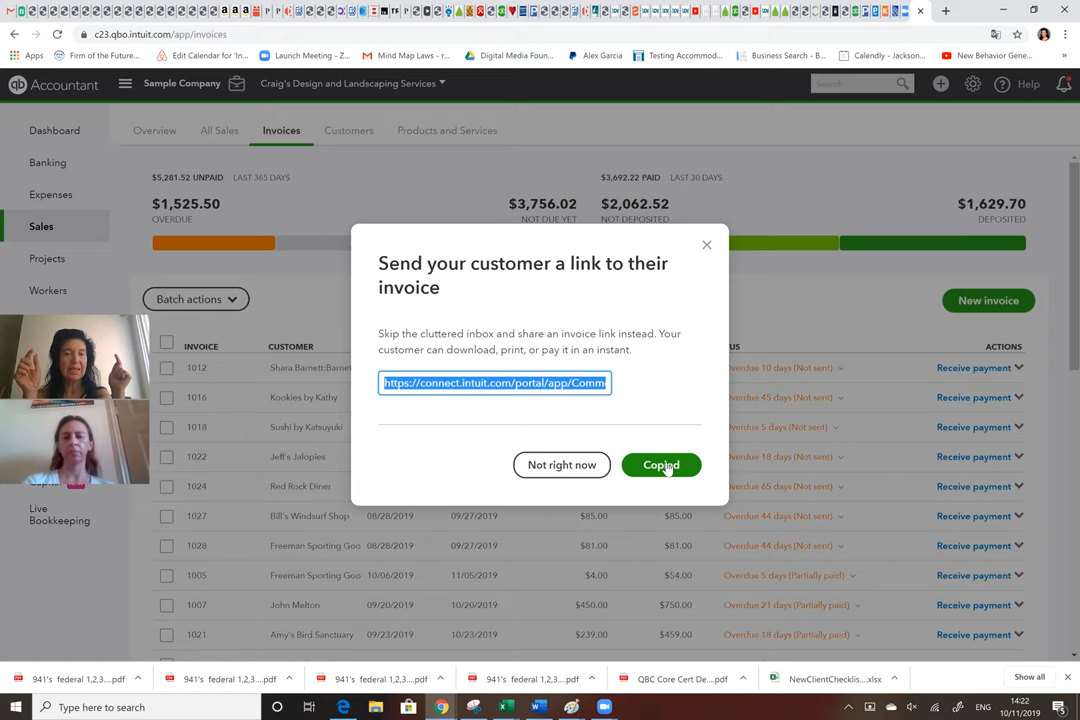 c23.qbo.intuit.com/app/invoices
Apps
Firm of the Future...
Edit Calendar for 'In...
Launch Meeting - Z...
Mind Map Laws - r...
Digital Media Foun...
Alex Garcia
Testing Accommod...
Business Search - B...
Calendly - Jackson...
New Behavior Gene...
qb Accountant
Sample Company
Craig's Design and Landscaping Services
Search
Help
Dashboard
Banking
Expenses
Sales
Projects
Workers
Live
Bookkeeping
Overview
All Sales
Invoices
Customers
Products and Services
$5,281.52 UNPAID LAST 365 DAYS
$3,692.22 PAID LAST 30 DAYS
$1,525.50
OVERDUE
$3,756.02
NOT DUE YET
$2,062.52
NOT DEPOSITED
$1,629.70
DEPOSITED
Batch actions
New invoice
Send your customer a link to their
invoice
Skip the cluttered inbox and share an invoice link instead. Your
customer can download, print, or pay it in an instant.
https://connect.intuit.com/portal/app/Comm
Not right now
Copied
INVOICE CUSTOMER ACTIONS
1012 Shara Barnett:Barnet Overdue 10 days (Not sent) Receive payment
1016 Kookies by Kathy Overdue 45 days (Not sent) Receive payment
1018 Sushi by Katsuyuki Overdue 5 days (Not sent) Receive payment
1022 Jeff's Jalopies Overdue 18 days (Not sent) Receive payment
1024 Red Rock Diner Overdue 65 days (Not sent) Receive payment
1027 Bill's Windsurf Shop 08/28/2019 09/27/2019 $85.00 $85.00 Overdue 44 days (Not sent) Receive payment
1028 Freeman Sporting Goo 08/28/2019 09/27/2019 $81.00 $81.00 Overdue 44 days (Not sent) Receive payment
1005 Freeman Sporting Goo 10/06/2019 11/05/2019 $4.00 $54.00 Overdue 5 days (Partially paid) Receive payment
1007 John Melton 09/20/2019 10/20/2019 $450.00 $750.00 Overdue 21 days (Partially paid) Receive payment
1021 Amy's Bird Sanctuary 09/23/2019 10/23/2019 $239.00 $459.00 Overdue 18 days (Partially paid) Receive payment
941's federal 1,2,3....pdf
941's federal 1,2,3....pdf
941's federal 1,2,3....pdf
941's federal 1,2,3....pdf
QBC Core Cert De....pdf
NewClientChecklis....xlsx
Show all
Type here to search
ENG
14:22
10/11/2019